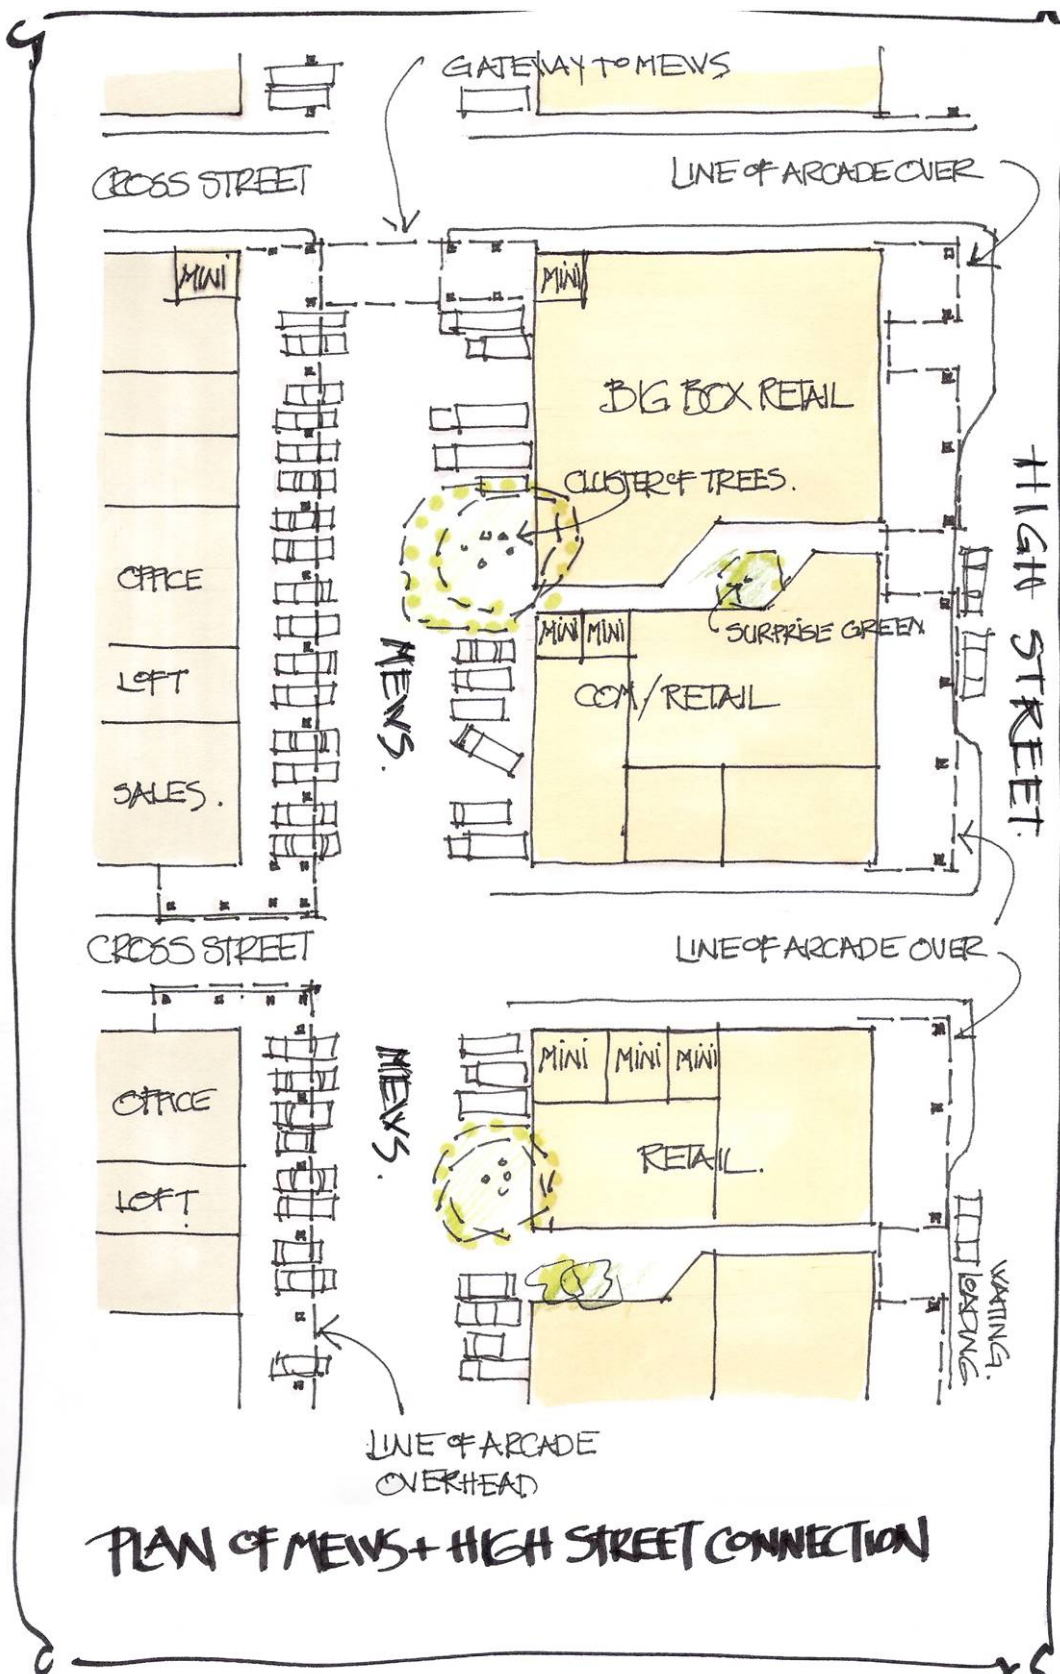 GATEWAY TO MEWS
CROSS STREET
LINE OF ARCADE OVER
MINI
MINI
BIG BOX RETAIL
CLUSTER OF TREES.
HIGH STREET.
OFFICE
MINI
MINI
SURPRISE GREEN
MEWS.
LOFT
COM/RETAIL
SALES.
CROSS STREET
LINE OF ARCADE OVER
MINI
MINI
MINI
MEWS.
OFFICE
RETAIL.
LOFT
WAITING.
LOADING
LINE OF ARCADE
OVERHEAD
PLAN OF MEWS + HIGH STREET CONNECTION